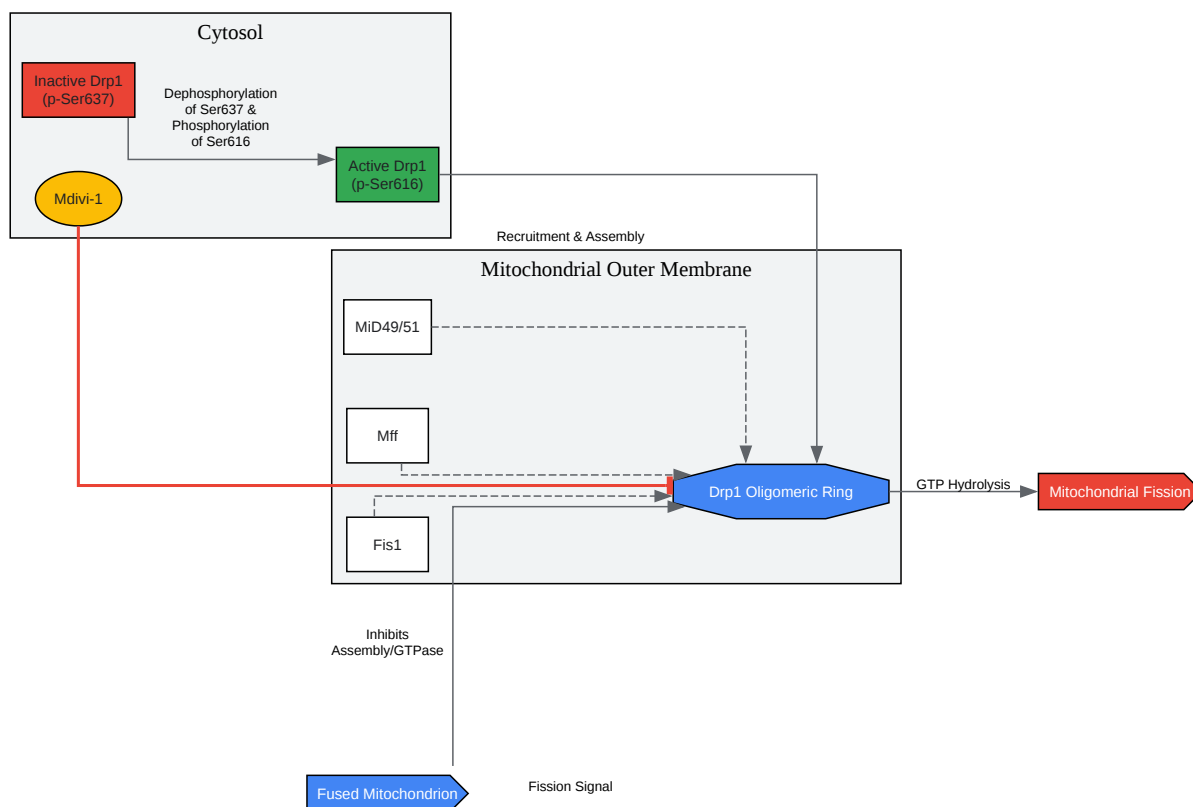 Cytosol
Inactive Drp1
(p-Ser637)
Dephosphorylation
of Ser637 &
Phosphorylation
of Ser616
Active Drp1
(p-Ser616)
Mdivi-1
Recruitment & Assembly
Mitochondrial Outer Membrane
MiD49/51
Mff
Drp1 Oligomeric Ring
GTP Hydrolysis
Mitochondrial Fission
Fis1
Inhibits
Assembly/GTPase
Fused Mitochondrion
Fission Signal